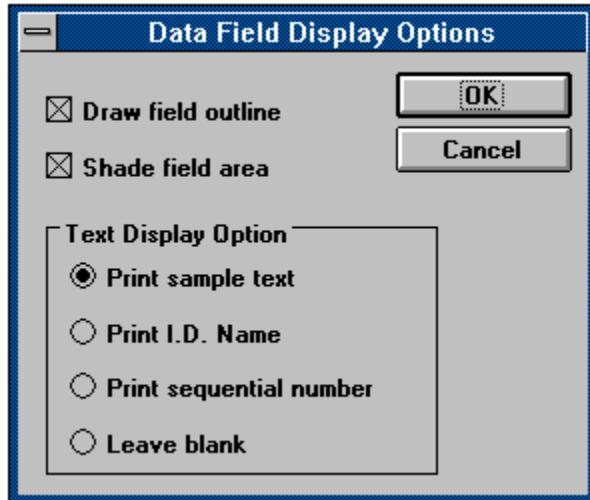 Data Field Display Options
Draw field outline
OK
Shade field area
Cancel
Text Display Option
Print sample text
Print I.D. Name
Print sequential number
Leave blank